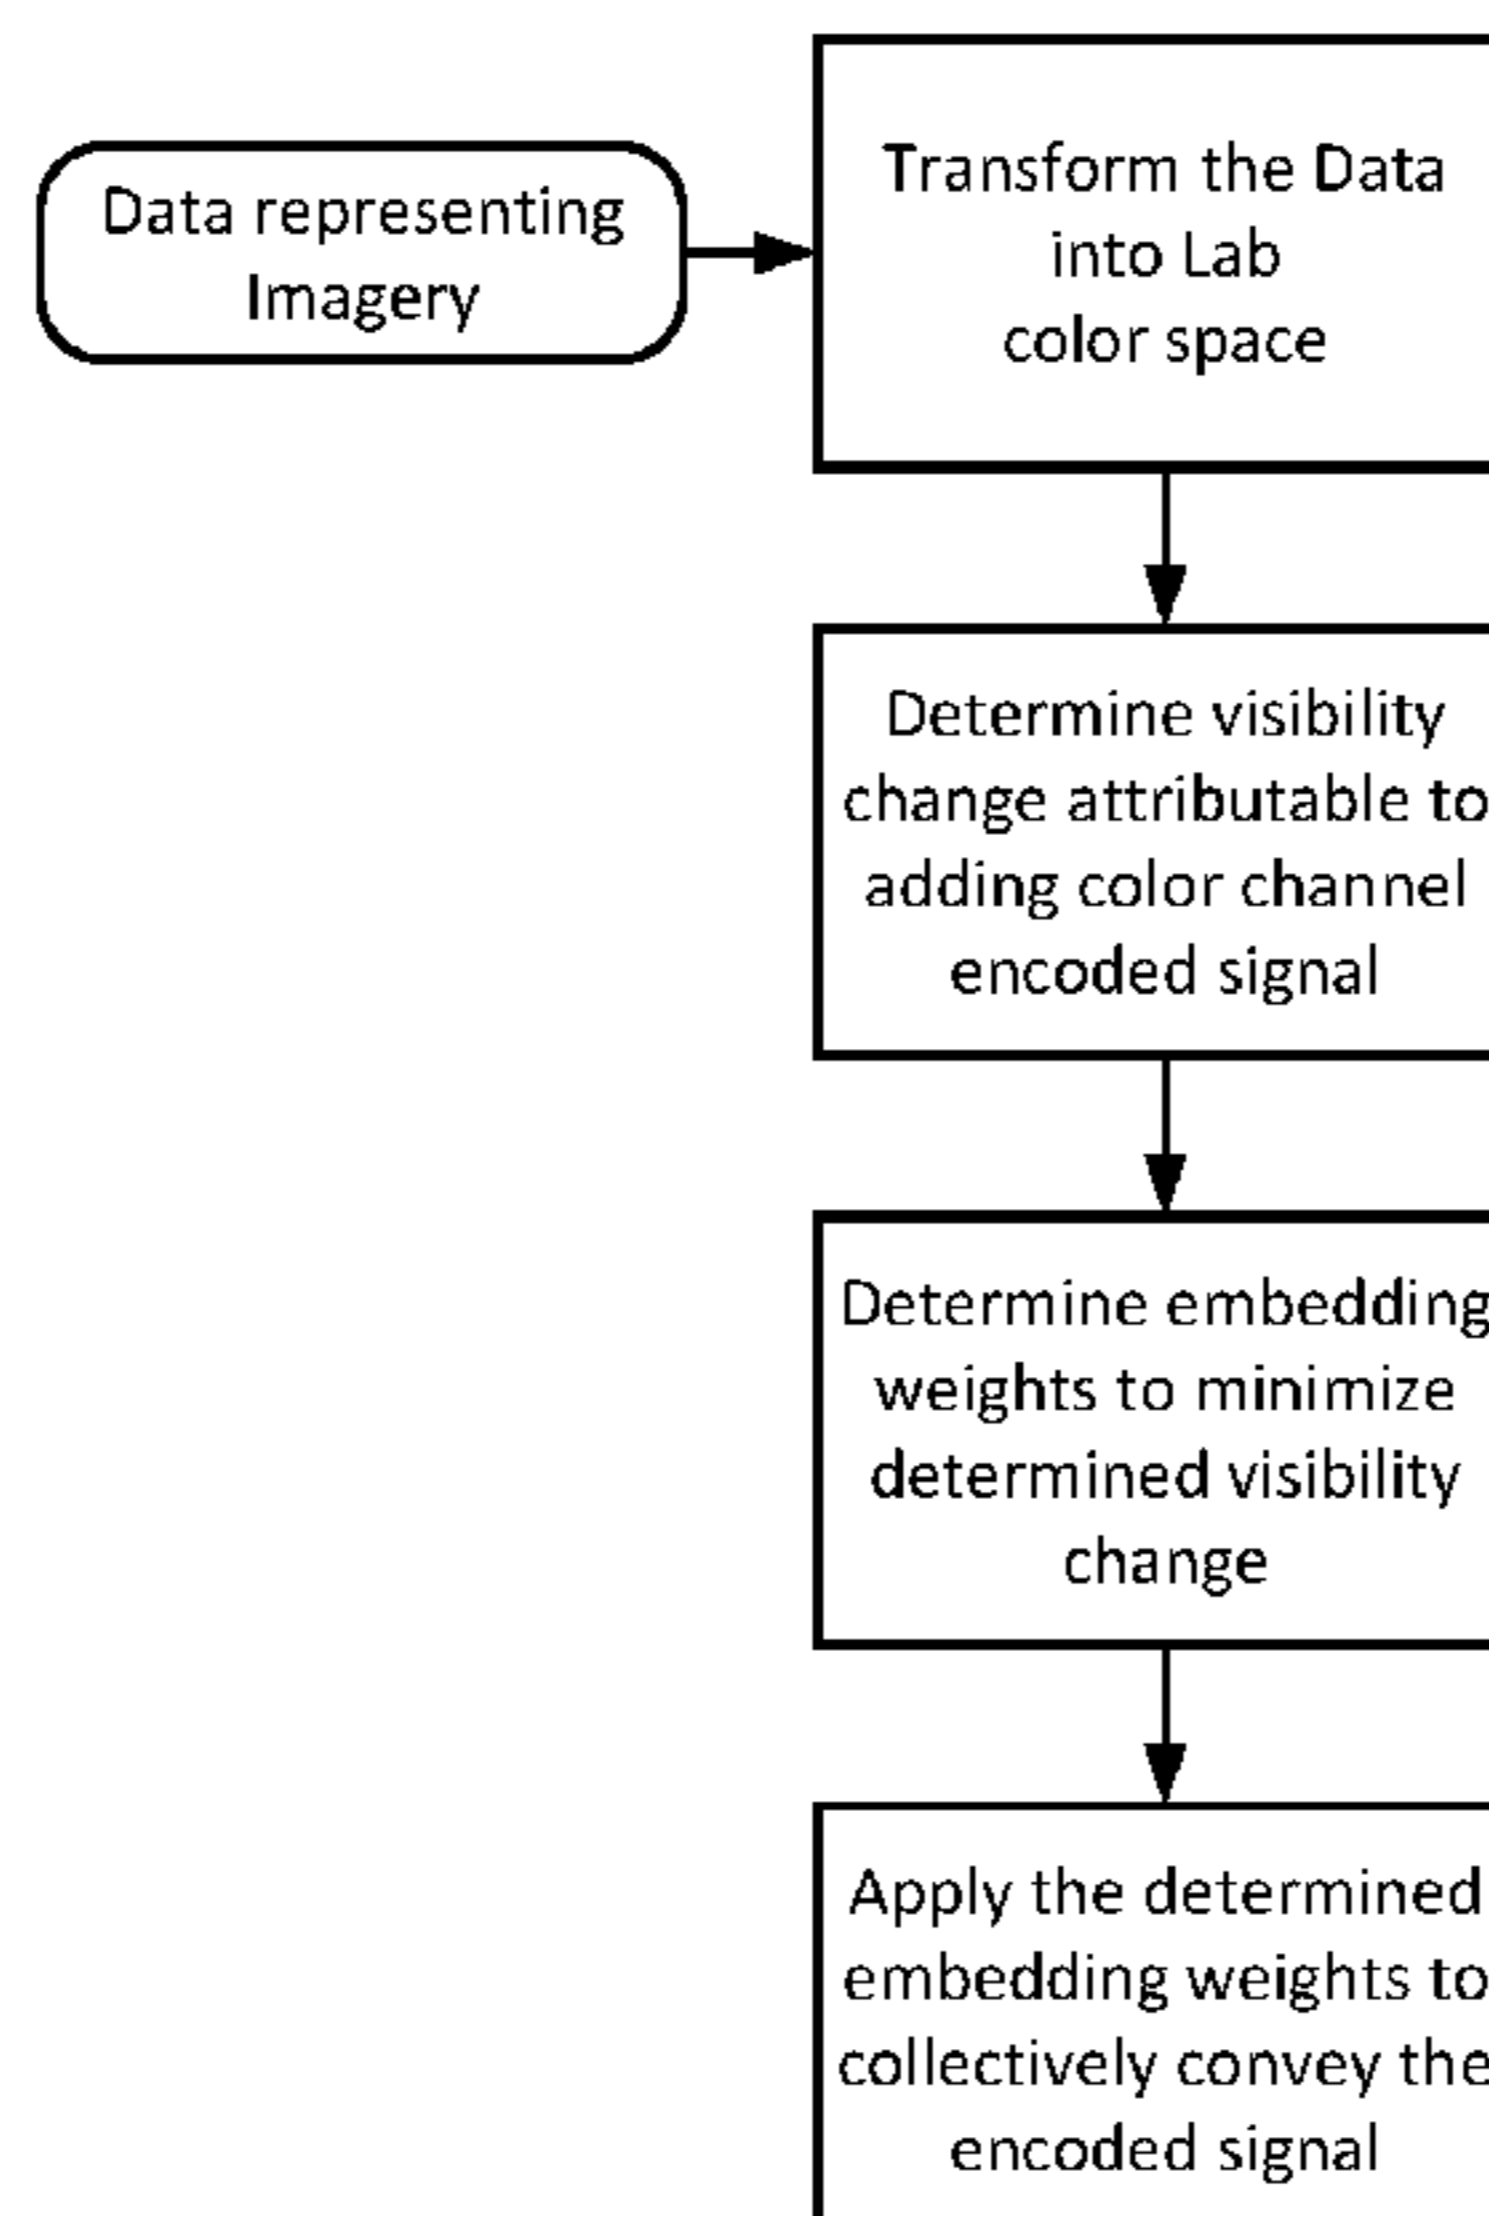 Data representing
Imagery
Transform the Data
into Lab
color space
Determine visibility
change attributable to
adding color channel
encoded signal
Determine embedding
weights to minimize
determined visibility
change
Apply the determined
embedding weights to
collectively convey the
encoded signal